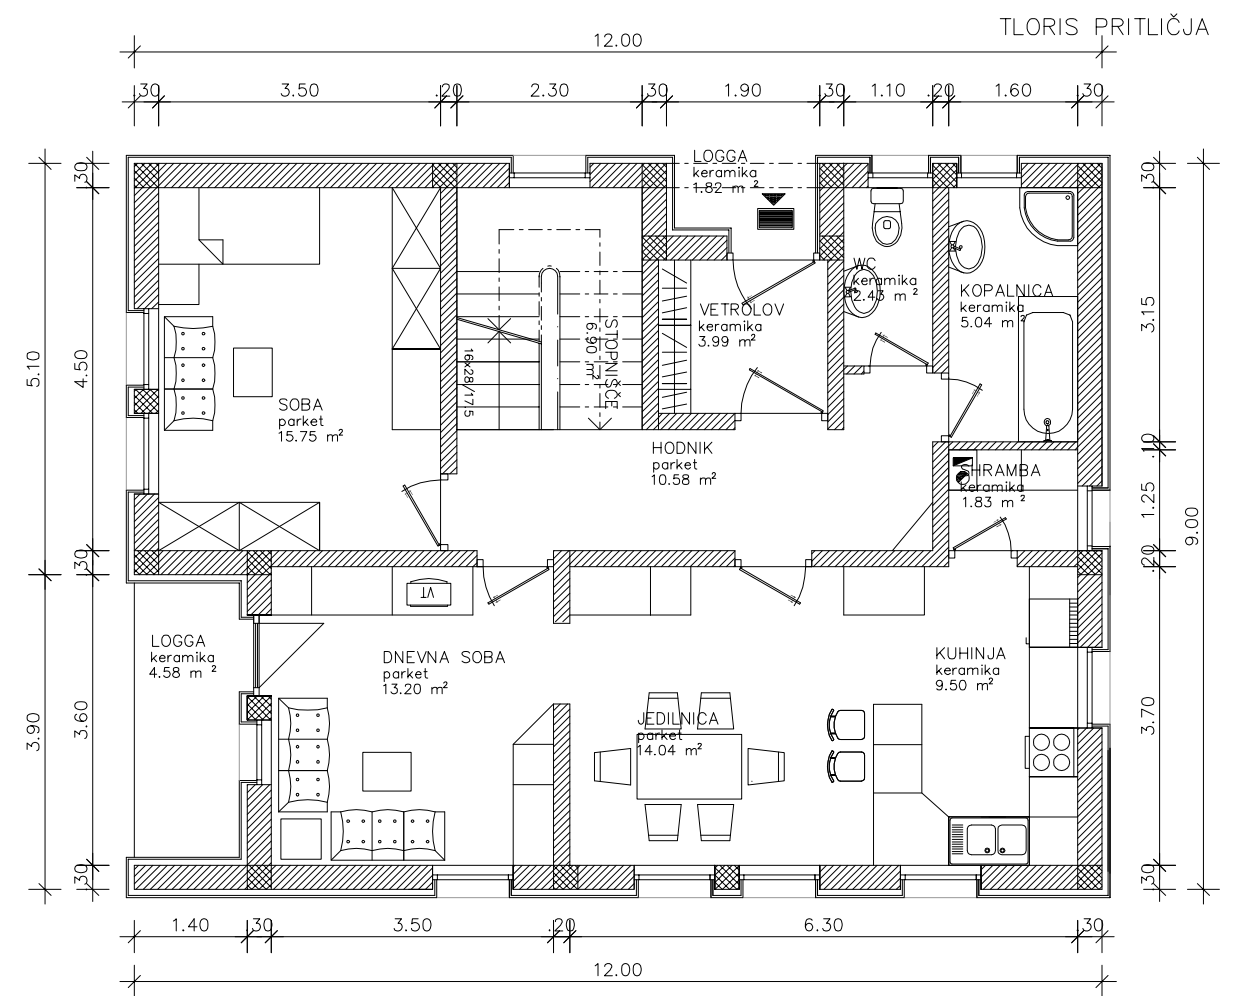 TLORIS PRITLIČJA
12.00
.30 3.50 .20 2.30 .30 1.90 .30 1.10 .20 1.60 .30
LOGGA
keramika
1.82 m²
WC
keramika
2.43 m²
KOPALNICA
keramika
5.04 m²
VETROLOV
keramika
3.99 m²
STOPNIŠČE
6.90 m²
16x28/17.5
SOBA
parket
15.75 m²
HODNIK
parket
10.58 m²
SHRAMBA
keramika
1.83 m²
TV
LOGGA
keramika
4.58 m²
DNEVNA SOBA
parket
13.20 m²
JEDILNICA
parket
14.04 m²
KUHINJA
keramika
9.50 m²
5.10
3.90
.30
4.50
.30
3.60
.30
.30
3.15
.10
1.25
.20
3.70
.30
9.00
1.40 .30 3.50 .20 6.30 .30
12.00